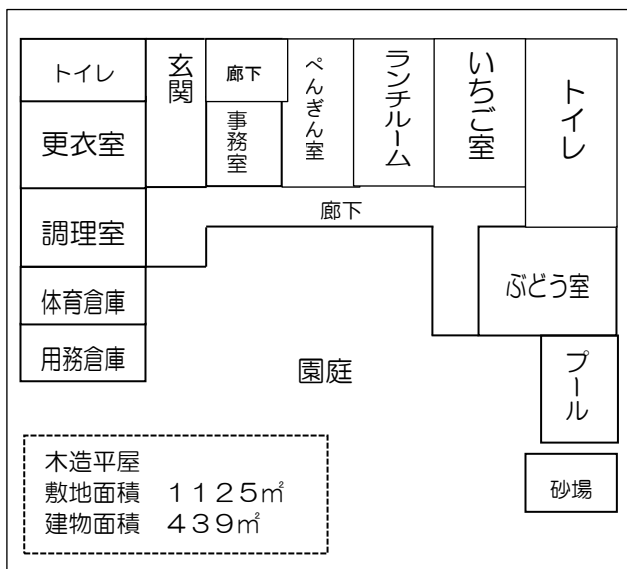 トイレ
玄関
廊下
ぺんぎん室
ランチルーム
いちご室
トイレ
更衣室
事務室
調理室
廊下
体育倉庫
ぶどう室
用務倉庫
園庭
プール
木造平屋
敷地面積　１１２５㎡
建物面積　４３９㎡
砂場